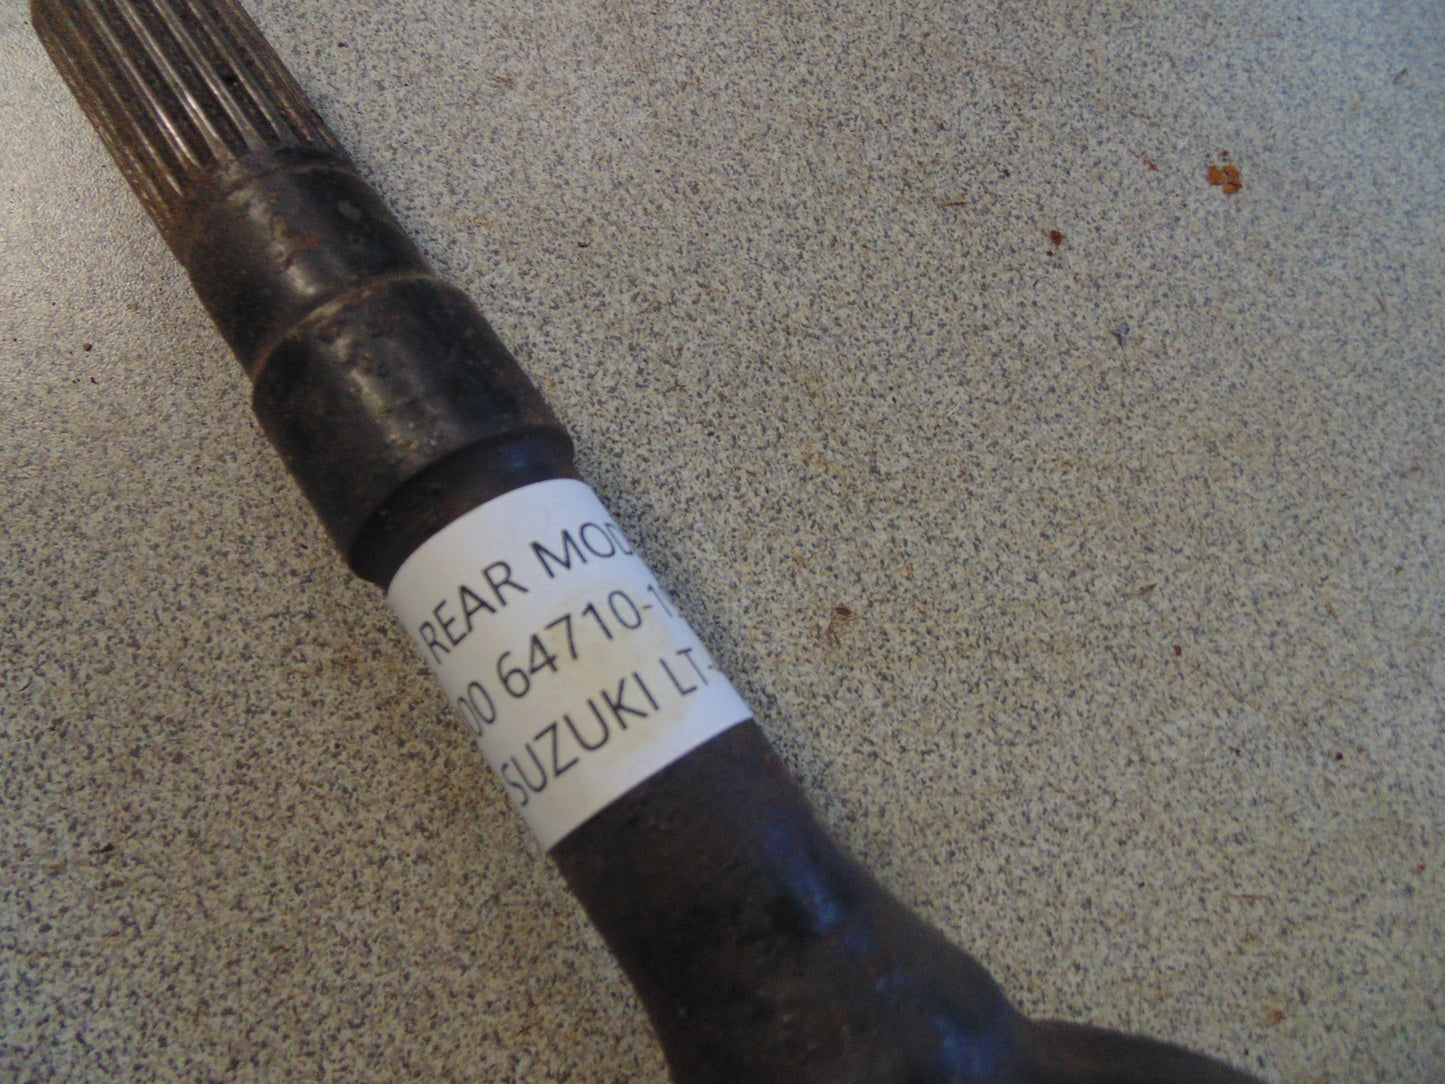 REAR MOD
00 64710-1
SUZUKI LT-